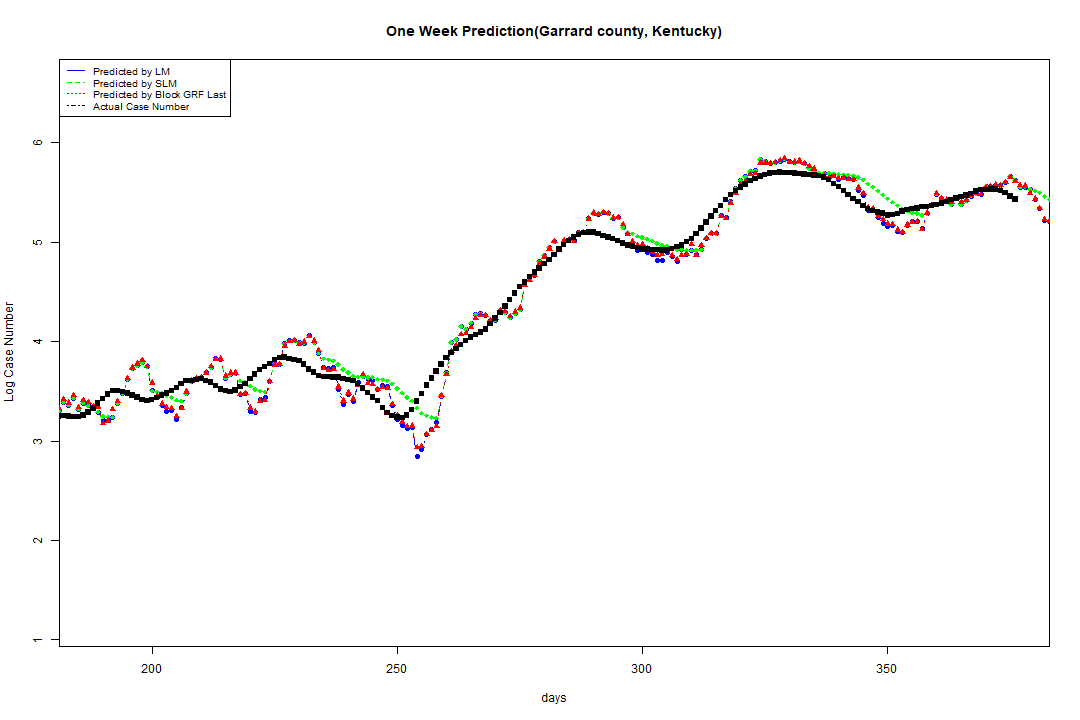 One Week Prediction(Garrard county, Kentucky)
Predicted by LM
Predicted by SLM
Predicted by Block GRF Last
Actual Case Number
Log Case Number
6
5
4
3
2
1
200 250 300 350
days